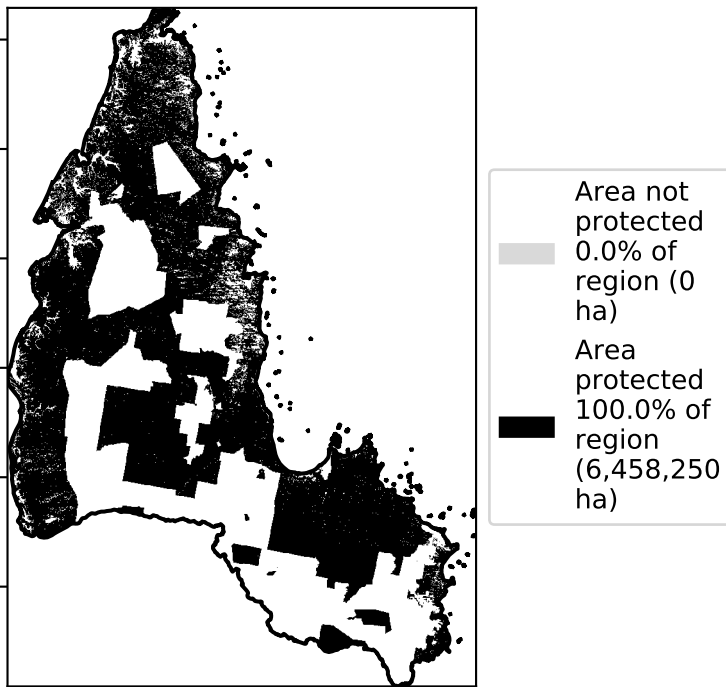 Area not
protected
0.0% of
region (0
ha)
Area
protected
100.0% of
region
(6,458,250
ha)